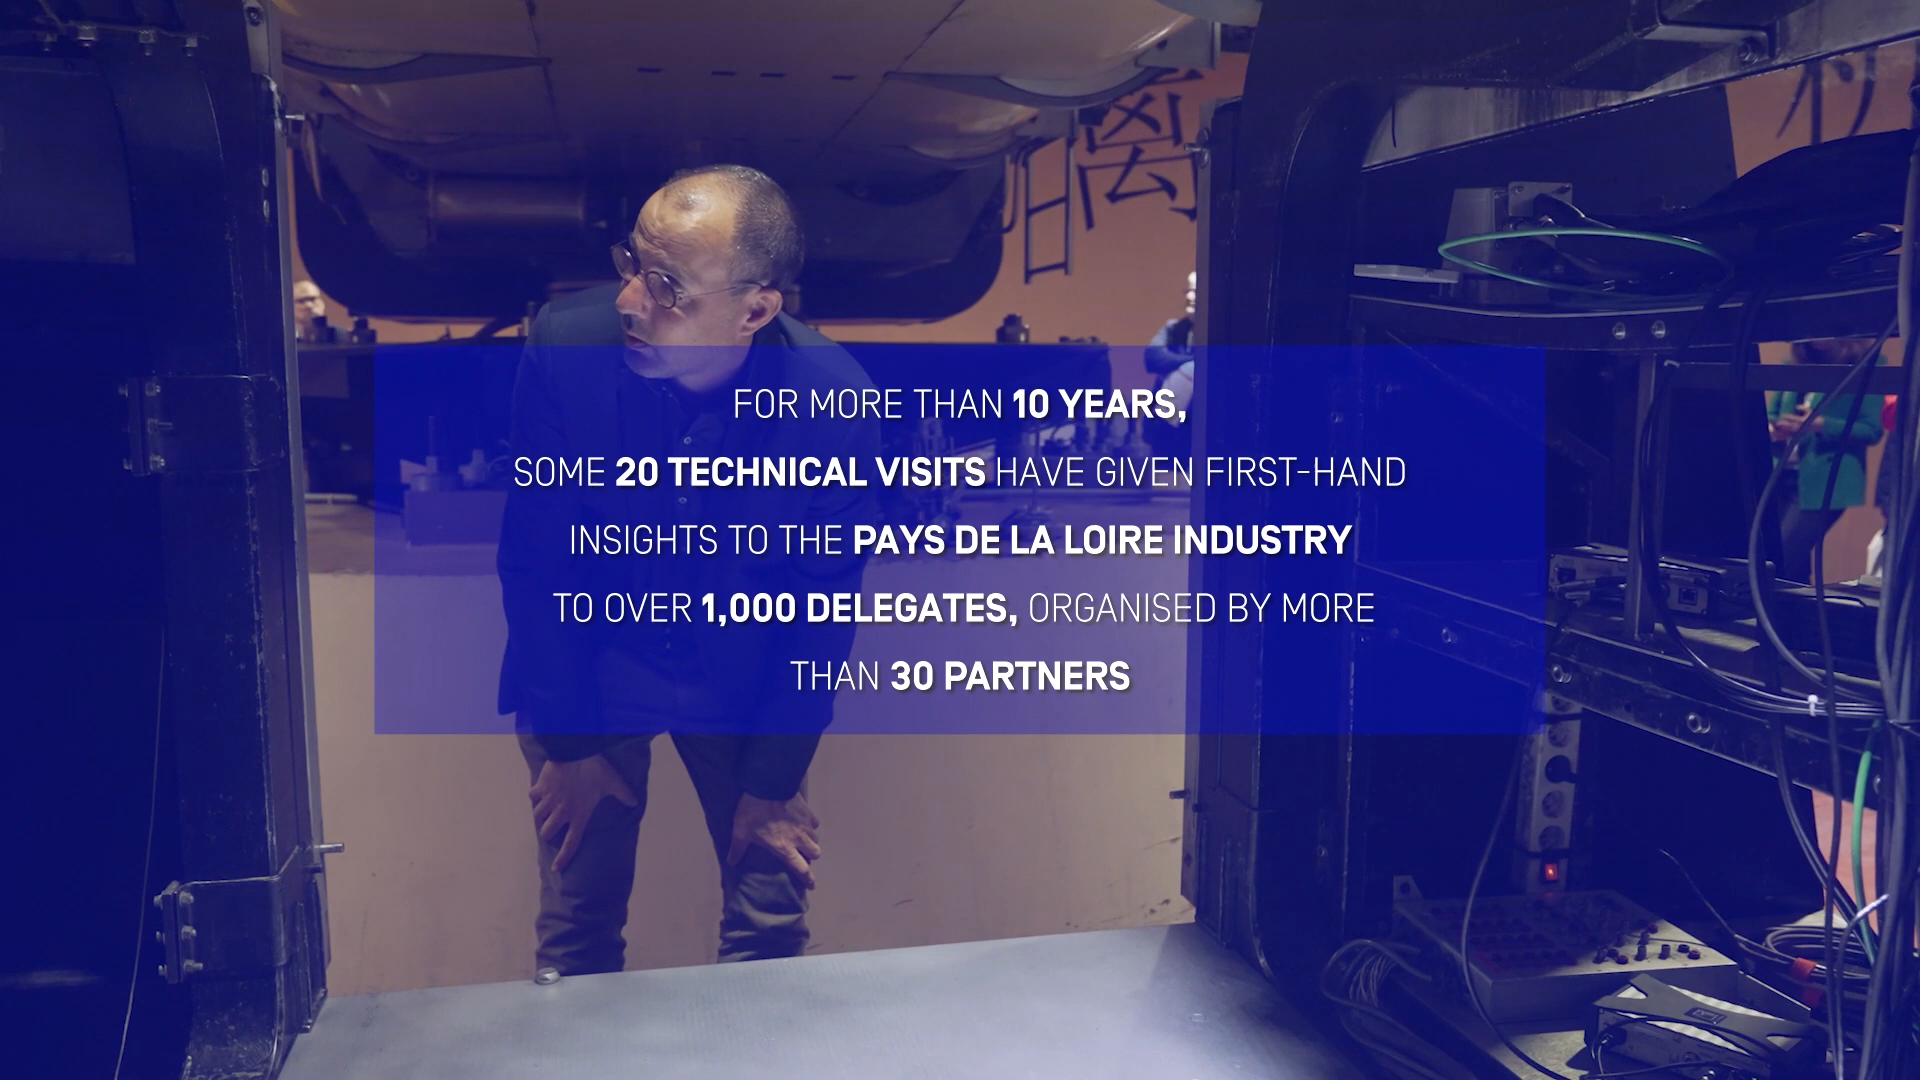 离
FOR MORE THAN 10 YEARS,
SOME 20 TECHNICAL VISITS HAVE GIVEN FIRST-HAND
INSIGHTS TO THE PAYS DE LA LOIRE INDUSTRY
TO OVER 1,000 DELEGATES, ORGANISED BY MORE
THAN 30 PARTNERS